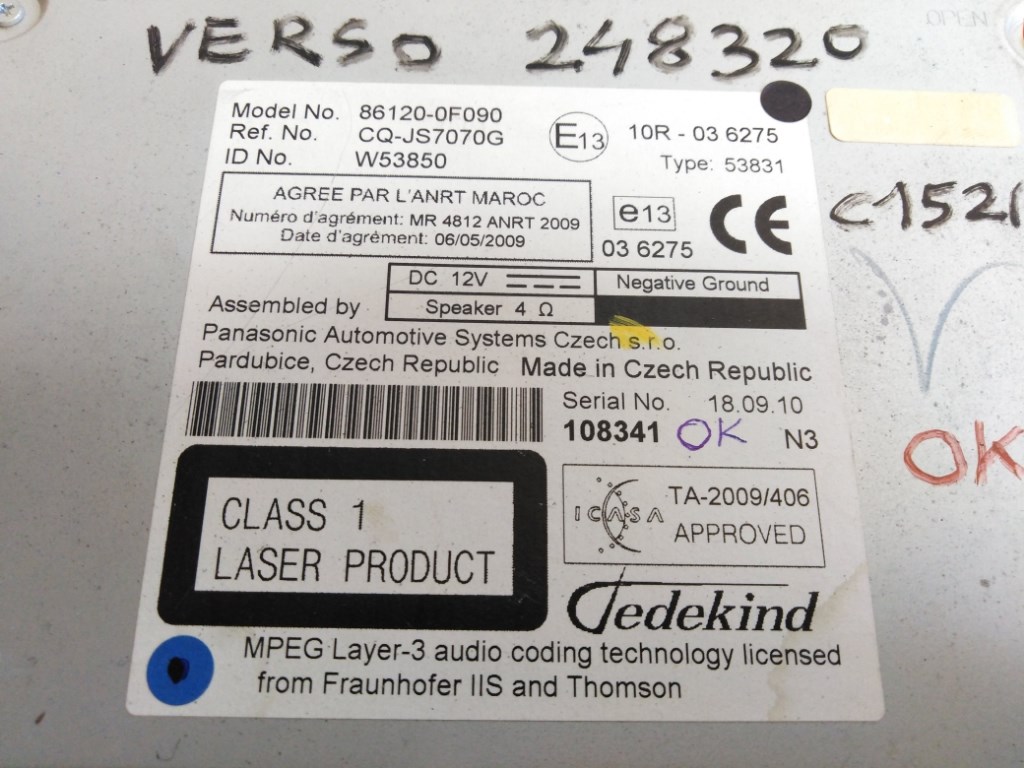 VERSO 248320
Model No. 86120-0F090
Ref. No. CQ-JS7070G
ID No. W53850
E13
10R - 03 6275
Type: 53831
AGREE PAR L'ANRT MAROC
Numéro d'agrément: MR 4812 ANRT 2009
Date d'agrément: 06/05/2009
e13
03 6275
CE
C1521
DC 12V
Negative Ground
Speaker 4 Ω
Assembled by
Panasonic Automotive Systems Czech s.r.o.
Pardubice, Czech Republic Made in Czech Republic
Serial No. 18.09.10
108341 OK N3
OK
CLASS 1
LASER PRODUCT
ICASA
TA-2009/406
APPROVED
Jedekind
MPEG Layer-3 audio coding technology licensed
from Fraunhofer IIS and Thomson